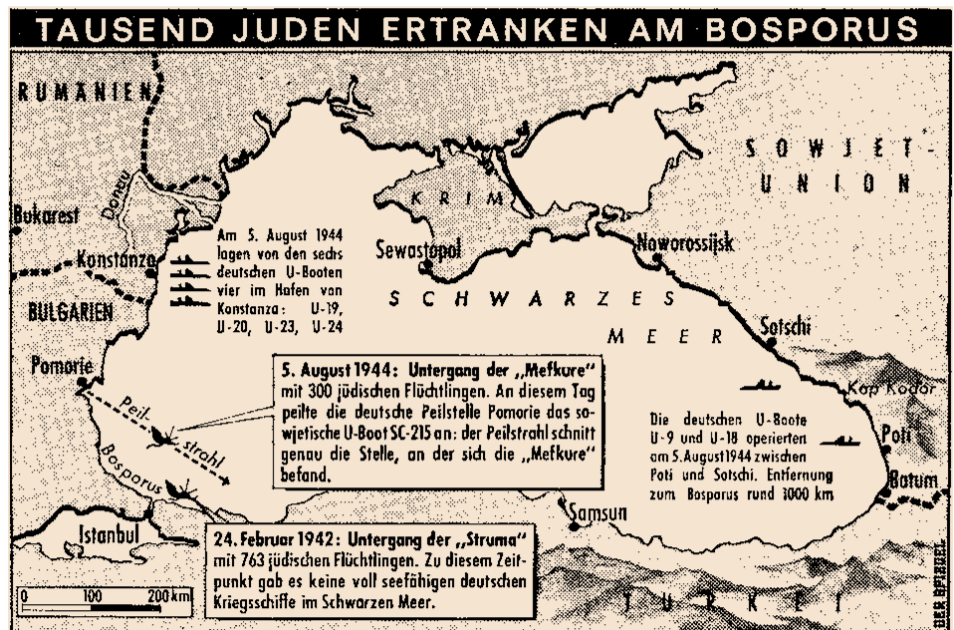 TAUSEND JUDEN ERTRANKEN AM BOSPORUS
RUMÄNIEN
SOWJET-
UNION
Donau
KRIM
Bukarest
Am 5. August 1944
lagen von den sechs
deutschen U-Booten
vier im Hafen von
Konstanza: U-19,
U-20, U-23, U-24
Sewastopol
Noworossijsk
Konstanza
BULGARIEN
SCHWARZES
MEER
Sotschi
Pomorie
5. August 1944: Untergang der „Mefkure“
mit 300 jüdischen Flüchtlingen. An diesem Tag
peilte die deutsche Peilstelle Pomorie das so-
wjetische U-Boot SC-215 an: der Peilstrahl schnitt
genau die Stelle, an der sich die „Mefkure“
befand.
Kap Kodor
Peil-
strahl
Die deutschen U-Boote
U-9 und U-18 operierten
am 5. August 1944 zwischen
Poti und Sotschi. Entfernung
zum Bosporus rund 1000 km
Poti
Batum
Bosporus
Istanbul
Samsun
24. Februar 1942: Untergang der „Struma“
mit 763 jüdischen Flüchtlingen. Zu diesem Zeit-
punkt gab es keine voll seefähigen deutschen
Kriegsschiffe im Schwarzen Meer.
0 100 200 km
TÜRKEI
DER SPIEGEL